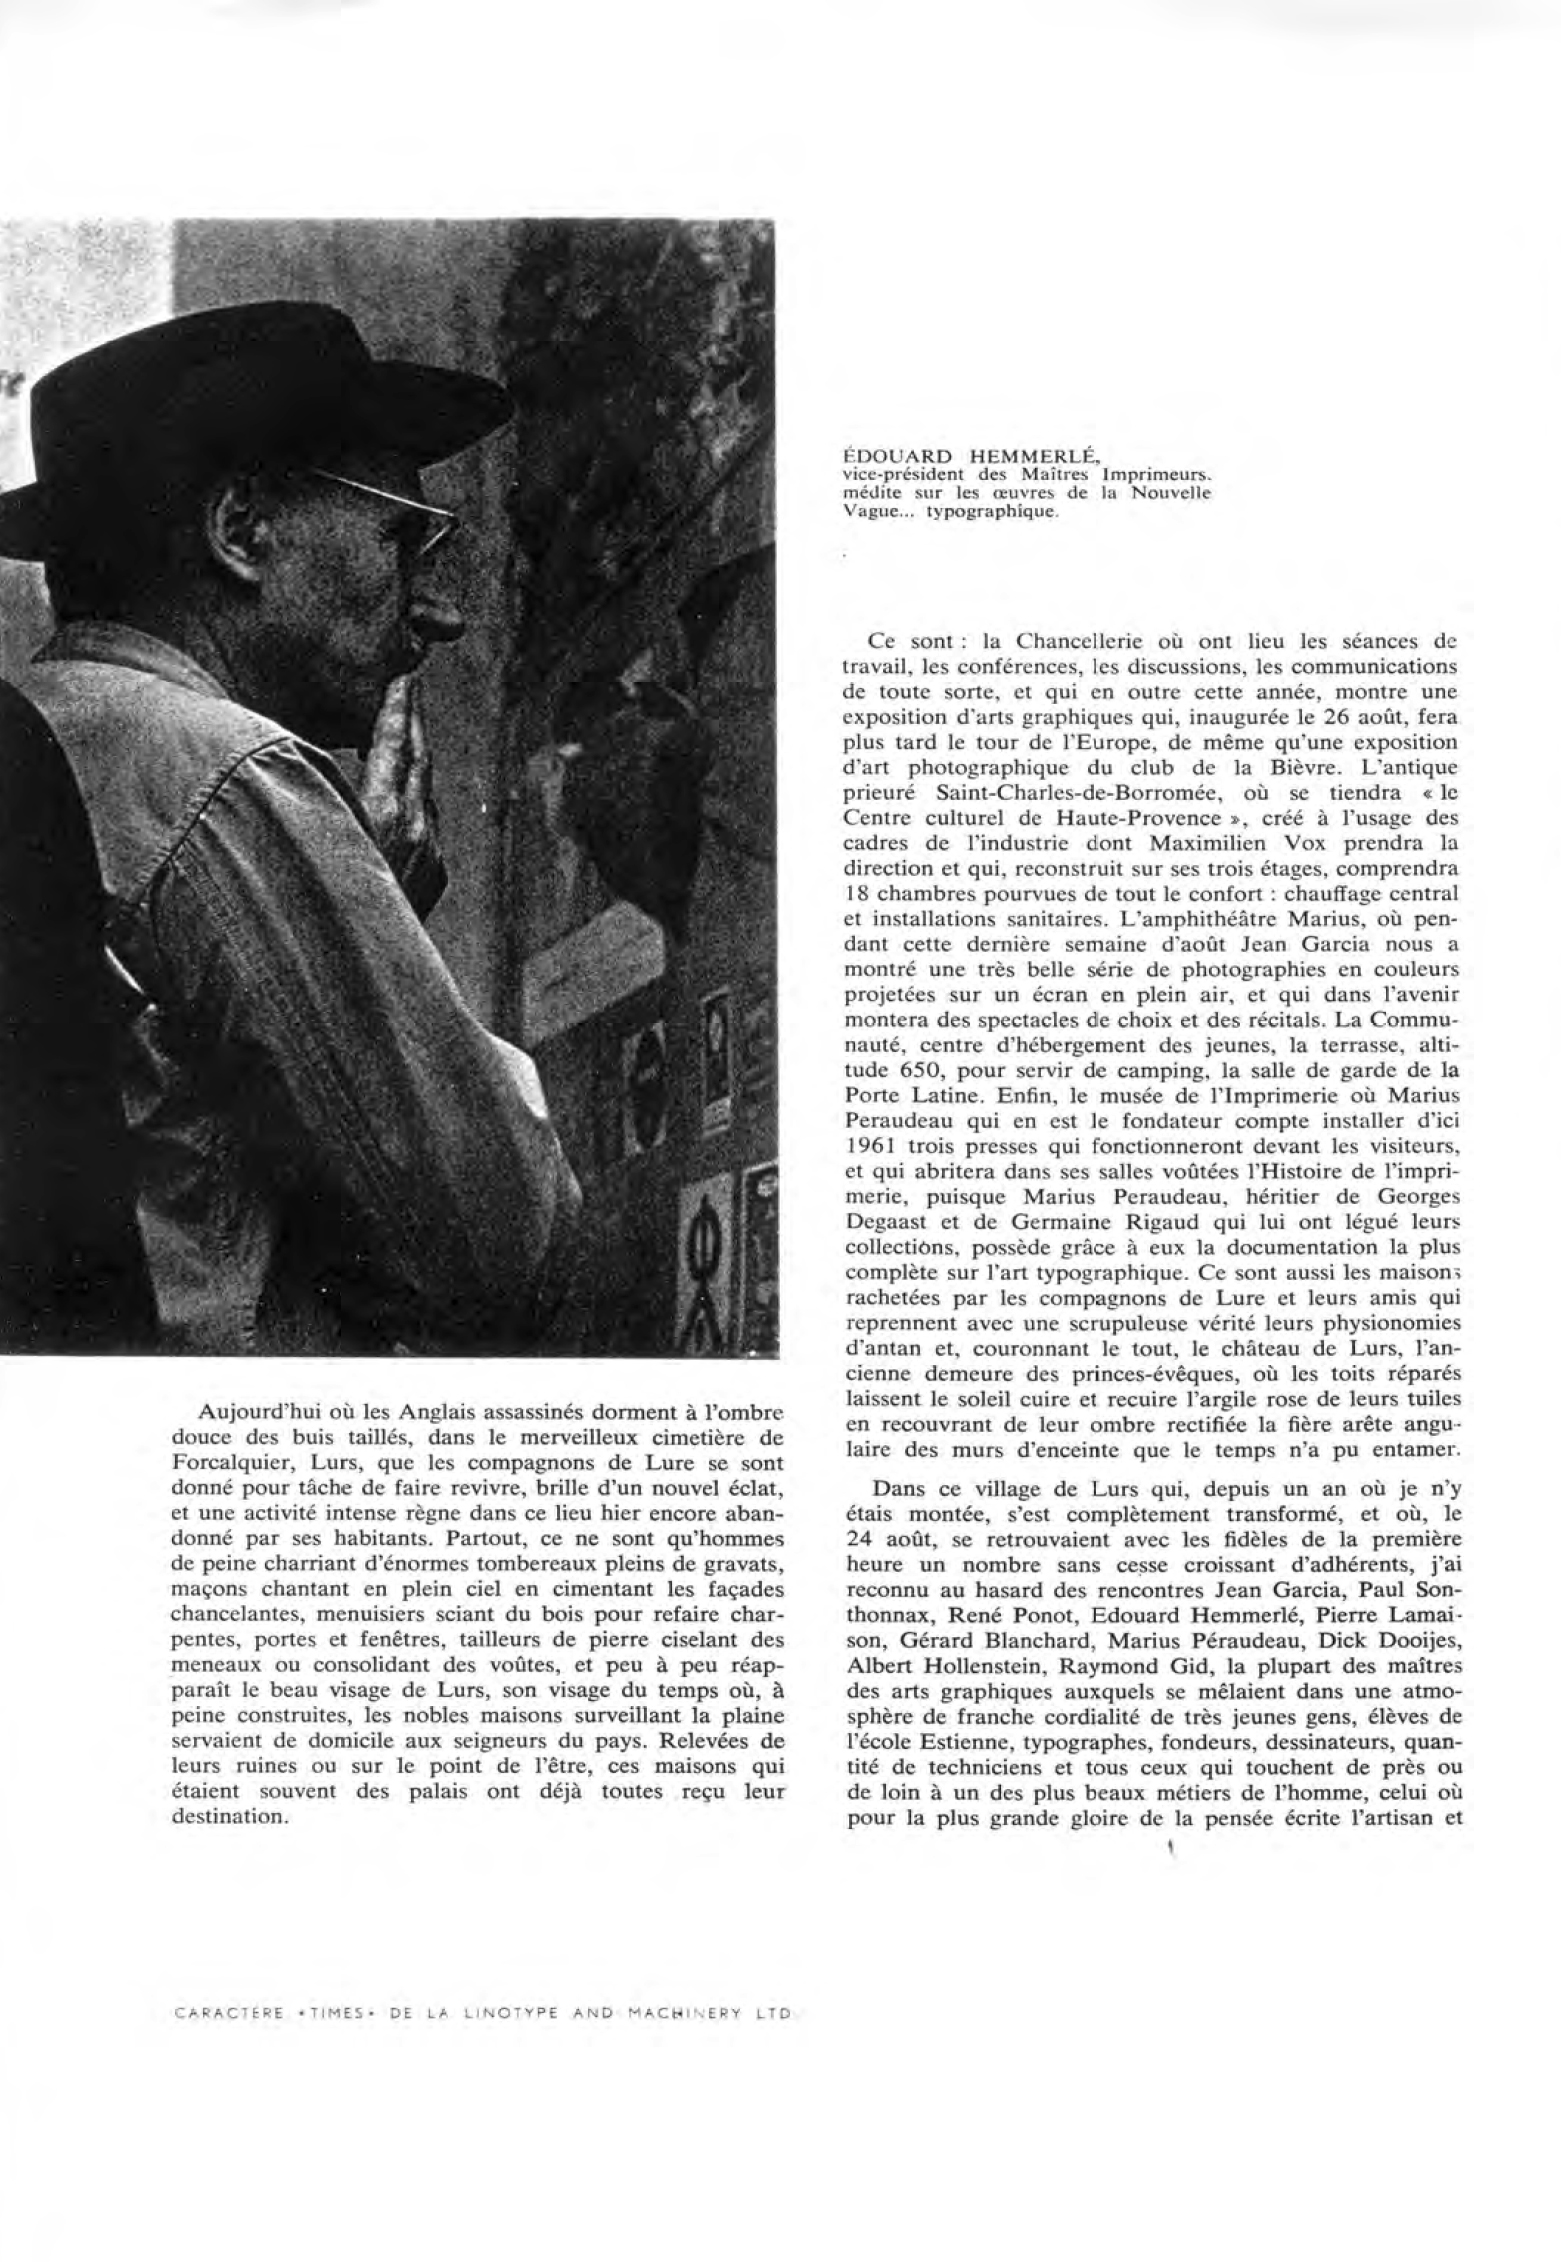 ÉDOUARD HEMMERLÉ,
vice-président des Maîtres Imprimeurs.
médite sur les œuvres de la Nouvelle
Vague... typographique.
Aujourd'hui où les Anglais assassinés dorment à l'ombre
douce des buis taillés, dans le merveilleux cimetière de
Forcalquier, Lurs, que les compagnons de Lure se sont
donné pour tâche de faire revivre, brille d'un nouvel éclat,
et une activité intense règne dans ce lieu hier encore aban-
donné par ses habitants. Partout, ce ne sont qu'hommes
de peine charriant d'énormes tombereaux pleins de gravats,
maçons chantant en plein ciel en cimentant les façades
chancelantes, menuisiers sciant du bois pour refaire char-
pentes, portes et fenêtres, tailleurs de pierre ciselant des
meneaux ou consolidant des voûtes, et peu à peu réap-
paraît le beau visage de Lurs, son visage du temps où, à
peine construites, les nobles maisons surveillant la plaine
servaient de domicile aux seigneurs du pays. Relevées de
leurs ruines ou sur le point de l'être, ces maisons qui
étaient souvent des palais ont déjà toutes reçu leur
destination.
Ce sont : la Chancellerie où ont lieu les séances de
travail, les conférences, les discussions, les communications
de toute sorte, et qui en outre cette année, montre une
exposition d'arts graphiques qui, inaugurée le 26 août, fera
plus tard le tour de l'Europe, de même qu'une exposition
d'art photographique du club de la Bièvre. L'antique
prieuré Saint-Charles-de-Borromée, où se tiendra « le
Centre culturel de Haute-Provence », créé à l'usage des
cadres de l'industrie dont Maximilien Vox prendra la
direction et qui, reconstruit sur ses trois étages, comprendra
18 chambres pourvues de tout le confort : chauffage central
et installations sanitaires. L'amphithéâtre Marius, où pen-
dant cette dernière semaine d'août Jean Garcia nous a
montré une très belle série de photographies en couleurs
projetées sur un écran en plein air, et qui dans l'avenir
montera des spectacles de choix et des récitals. La Commu-
nauté, centre d'hébergement des jeunes, la terrasse, alti-
tude 650, pour servir de camping, la salle de garde de la
Porte Latine. Enfin, le musée de l'Imprimerie où Marius
Peraudeau qui en est le fondateur compte installer d'ici
1961 trois presses qui fonctionneront devant les visiteurs,
et qui abritera dans ses salles voûtées l'Histoire de l'impri-
merie, puisque Marius Peraudeau, héritier de Georges
Degaast et de Germaine Rigaud qui lui ont légué leurs
collections, possède grâce à eux la documentation la plus
complète sur l'art typographique. Ce sont aussi les maisons
rachetées par les compagnons de Lure et leurs amis qui
reprennent avec une scrupuleuse vérité leurs physionomies
d'antan et, couronnant le tout, le château de Lurs, l'an-
cienne demeure des princes-évêques, où les toits réparés
laissent le soleil cuire et recuire l'argile rose de leurs tuiles
en recouvrant de leur ombre rectifiée la fière arête angu-
laire des murs d'enceinte que le temps n'a pu entamer.
Dans ce village de Lurs qui, depuis un an où je n'y
étais montée, s'est complètement transformé, et où, le
24 août, se retrouvaient avec les fidèles de la première
heure un nombre sans cesse croissant d'adhérents, j'ai
reconnu au hasard des rencontres Jean Garcia, Paul Son-
thonnax, René Ponot, Edouard Hemmerlé, Pierre Lamai-
son, Gérard Blanchard, Marius Péraudeau, Dick Dooijes,
Albert Hollenstein, Raymond Gid, la plupart des maîtres
des arts graphiques auxquels se mêlaient dans une atmo-
sphère de franche cordialité de très jeunes gens, élèves de
l'école Estienne, typographes, fondeurs, dessinateurs, quan-
tité de techniciens et tous ceux qui touchent de près ou
de loin à un des plus beaux métiers de l'homme, celui où
pour la plus grande gloire de la pensée écrite l'artisan et
CARACTÈRE «TIMES» DE LA LINOTYPE AND MACHINERY LTD